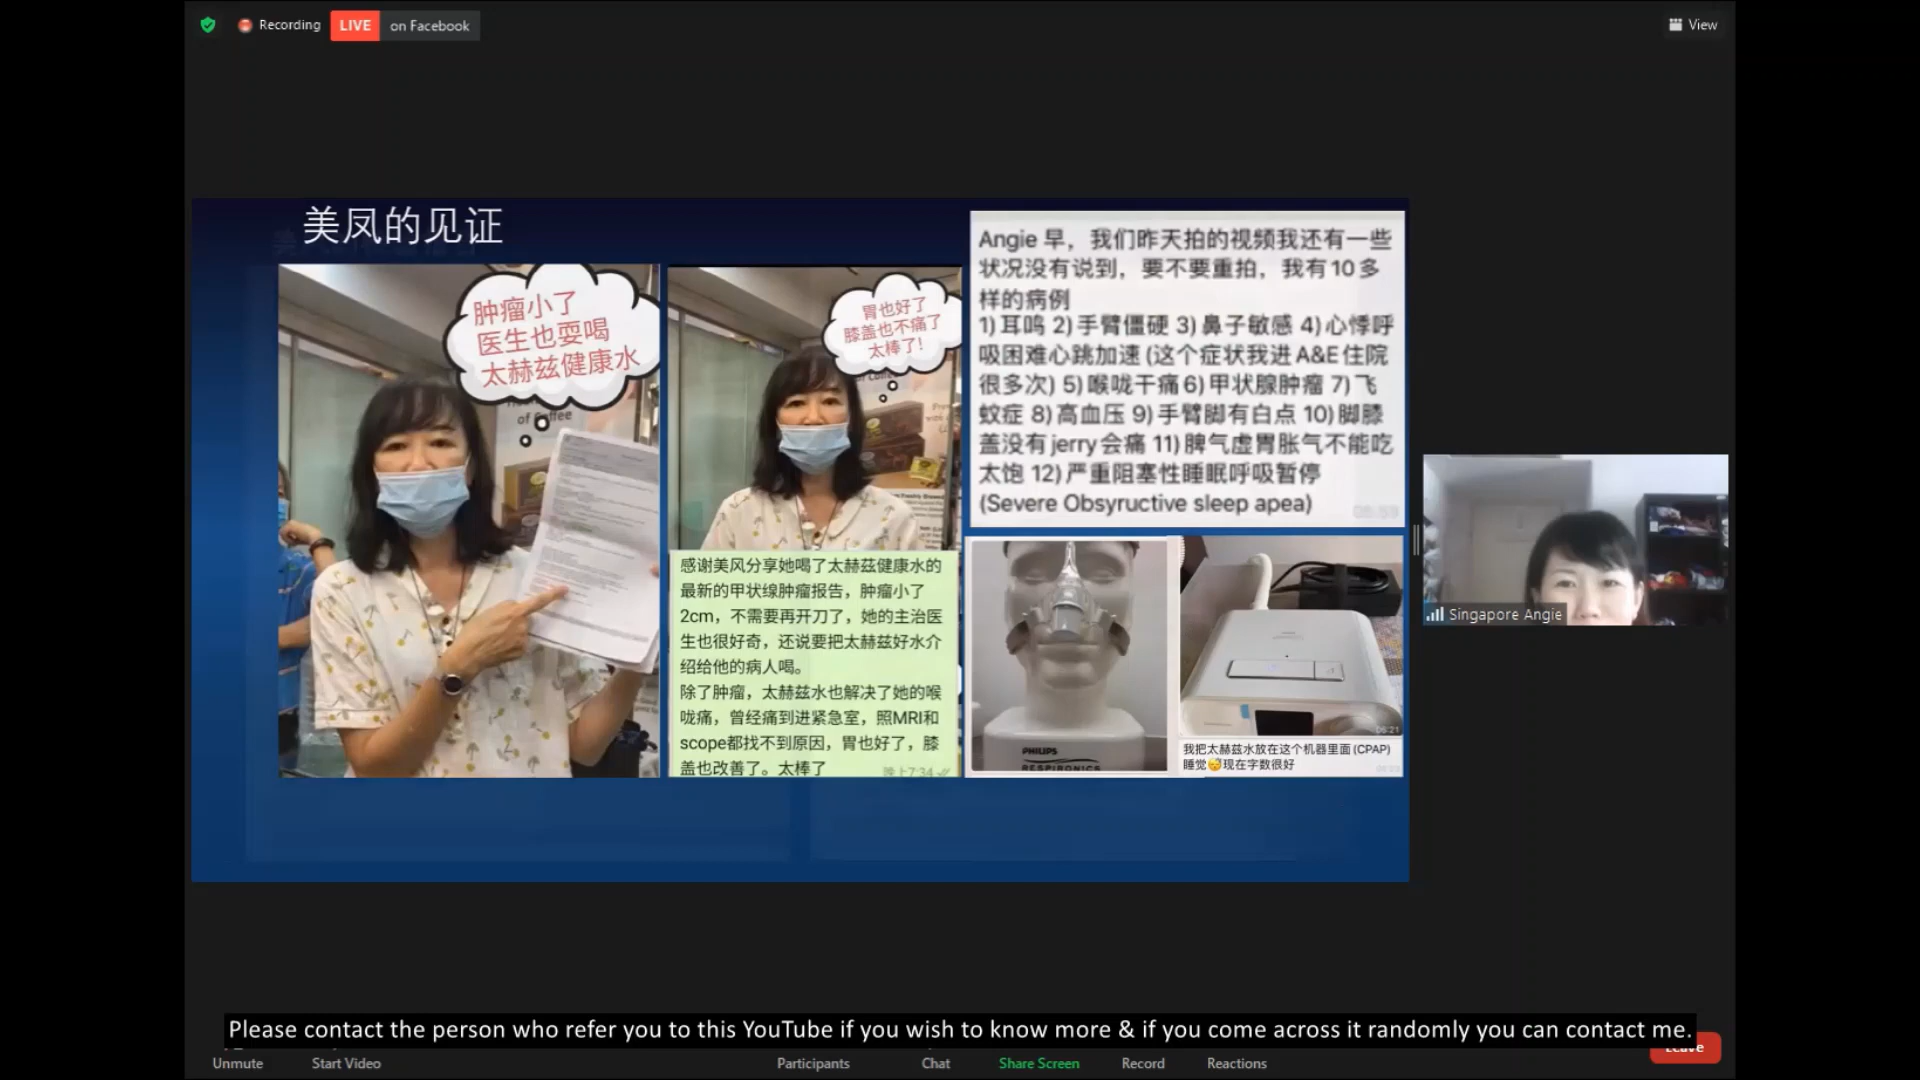 Recording
LIVE
on Facebook
View
美凤的见证
肿瘤小了
医生也要喝
太赫兹健康水
of Coffee
胃也好了
膝盖也不痛了
太棒了!
感谢美风分享她喝了太赫兹健康水的
最新的甲状缐肿瘤报告，肿瘤小了
2cm，不需要再开刀了，她的主治医
生也很好奇，还说要把太赫兹好水介
绍给他的病人喝。
除了肿瘤，太赫兹水也解决了她的喉
咙痛，曾经痛到进紧急室，照MRI和
scope都找不到原因，胃也好了，膝
盖也改善了。太棒了
晚上7:34
Angie 早，我们昨天拍的视频我还有一些
状况没有说到，要不要重拍，我有10多
样的病例
1)耳鸣 2)手臂僵硬 3)鼻子敏感 4)心悸呼
吸困难心跳加速(这个症状我进A&E住院
很多次) 5)喉咙干痛6)甲状腺肿瘤 7)飞
蚊症 8)高血压 9)手臂脚有白点 10)脚膝
盖没有jerry会痛 11)脾气虚胃胀气不能吃
太饱 12)严重阻塞性睡眠呼吸暂停
(Severe Obsyructive sleep apea)
PHILIPS
RESPIRONICS
06:21
我把太赫兹水放在这个机器里面(CPAP)
睡觉😴现在字数很好
Singapore Angie
Please contact the person who refer you to this YouTube if you wish to know more & if you come across it randomly you can contact me.
Leave
Unmute
Start Video
Participants
Chat
Share Screen
Record
Reactions